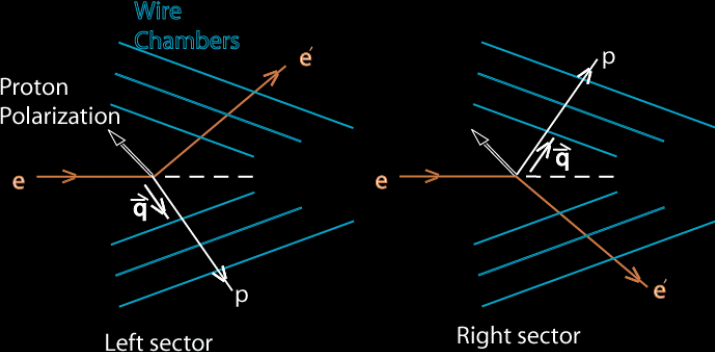 Wire
Chambers
e′
p
Proton
Polarization
e
q⃗
p
Left sector
e
q⃗
e′
Right sector